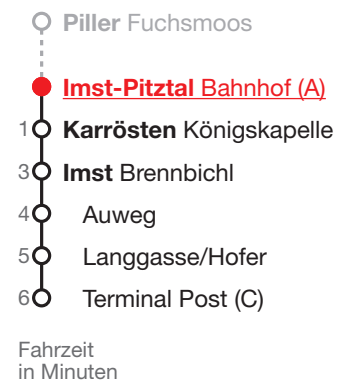 Piller Fuchsmoos
Imst-Pitztal Bahnhof (A)
1 Karrösten Königskapelle
3 Imst Brennbichl
4 Auweg
5 Langgasse/Hofer
6 Terminal Post (C)
Fahrzeit
in Minuten